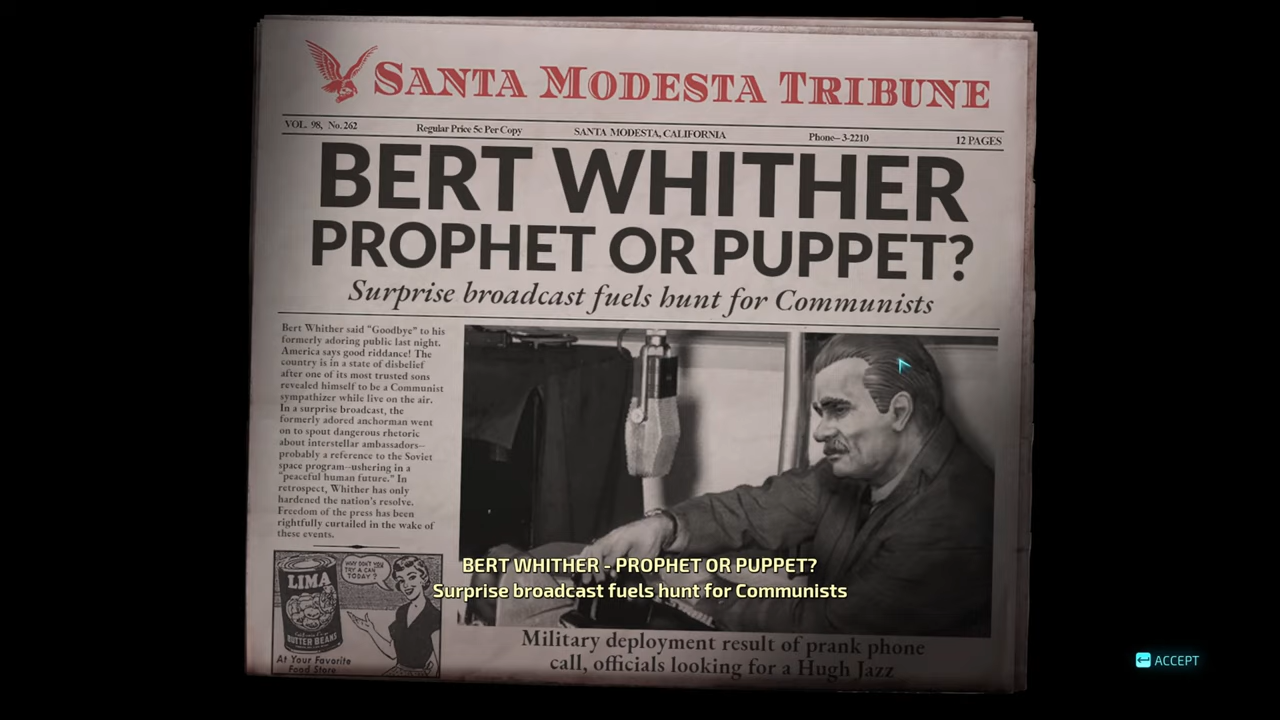 SANTA MODESTA TRIBUNE
VOL. 98, No. 262 Regular Price 5c Per Copy SANTA MODESTA, CALIFORNIA Phone–3-2210 12 PAGES
BERT WHITHER
PROPHET OR PUPPET?
Surprise broadcast fuels hunt for Communists
Bert Whither said "Goodbye" to his
formerly adoring public last night.
America says good riddance! The
country is in a state of disbelief
after one of its most trusted sons
revealed himself to be a Communist
sympathizer while live on the air.
In a surprise broadcast, the
formerly adored anchorman went
on to spout dangerous rhetoric
about interstellar ambassadors--
probably a reference to the Soviet
space program--ushering in a
"peaceful human future." In
retrospect, Whither has only
hardened the nation's resolve.
Freedom of the press has been
rightfully curtailed in the wake of
these events.
WHY DON'T YOU
TRY A CAN
TODAY?
LIMA
BUTTER BEANS
At Your Favorite
Food Store
BERT WHITHER - PROPHET OR PUPPET?
Surprise broadcast fuels hunt for Communists
Military deployment result of prank phone
call, officials looking for a Hugh Jazz
ACCEPT